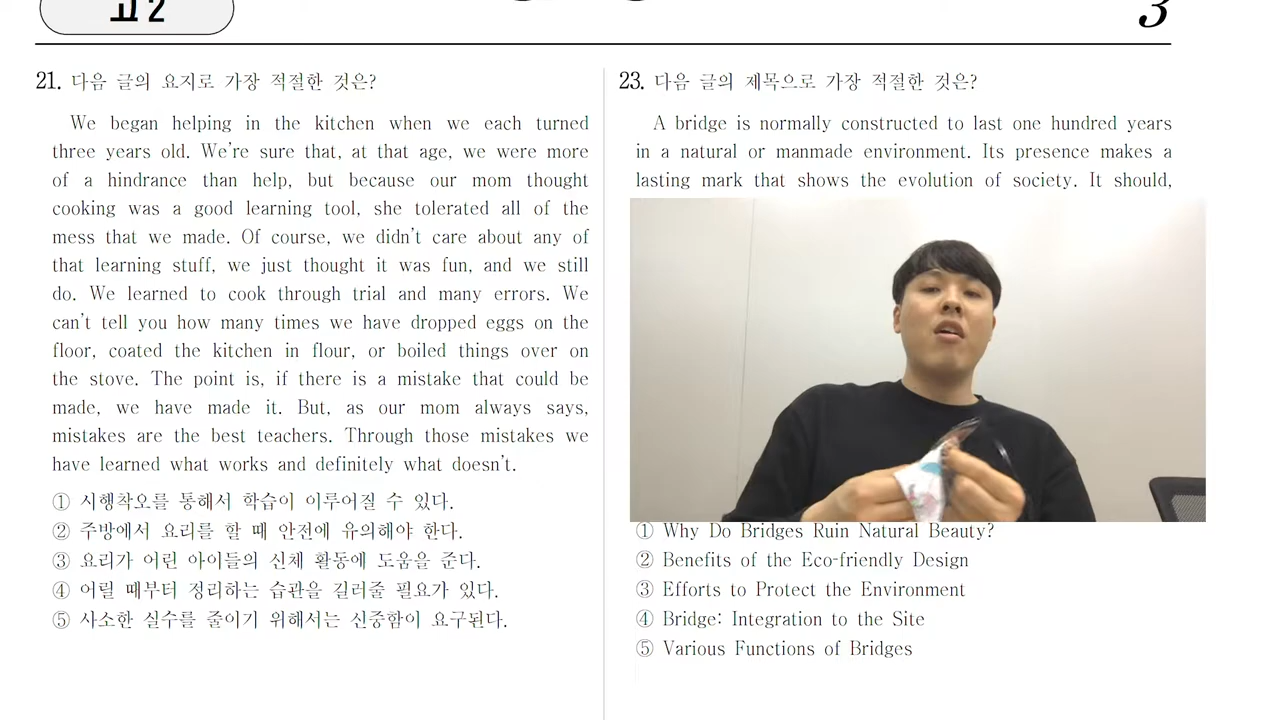 고2
3
21. 다음 글의 요지로 가장 적절한 것은?
We began helping in the kitchen when we each turned
three years old. We're sure that, at that age, we were more
of a hindrance than help, but because our mom thought
cooking was a good learning tool, she tolerated all of the
mess that we made. Of course, we didn't care about any of
that learning stuff, we just thought it was fun, and we still
do. We learned to cook through trial and many errors. We
can't tell you how many times we have dropped eggs on the
floor, coated the kitchen in flour, or boiled things over on
the stove. The point is, if there is a mistake that could be
made, we have made it. But, as our mom always says,
mistakes are the best teachers. Through those mistakes we
have learned what works and definitely what doesn't.
① 시행착오를 통해서 학습이 이루어질 수 있다.
② 주방에서 요리를 할 때 안전에 유의해야 한다.
③ 요리가 어린 아이들의 신체 활동에 도움을 준다.
④ 어릴 때부터 정리하는 습관을 길러줄 필요가 있다.
⑤ 사소한 실수를 줄이기 위해서는 신중함이 요구된다.
23. 다음 글의 제목으로 가장 적절한 것은?
A bridge is normally constructed to last one hundred years
in a natural or manmade environment. Its presence makes a
lasting mark that shows the evolution of society. It should,
① Why Do Bridges Ruin Natural Beauty?
② Benefits of the Eco-friendly Design
③ Efforts to Protect the Environment
④ Bridge: Integration to the Site
⑤ Various Functions of Bridges